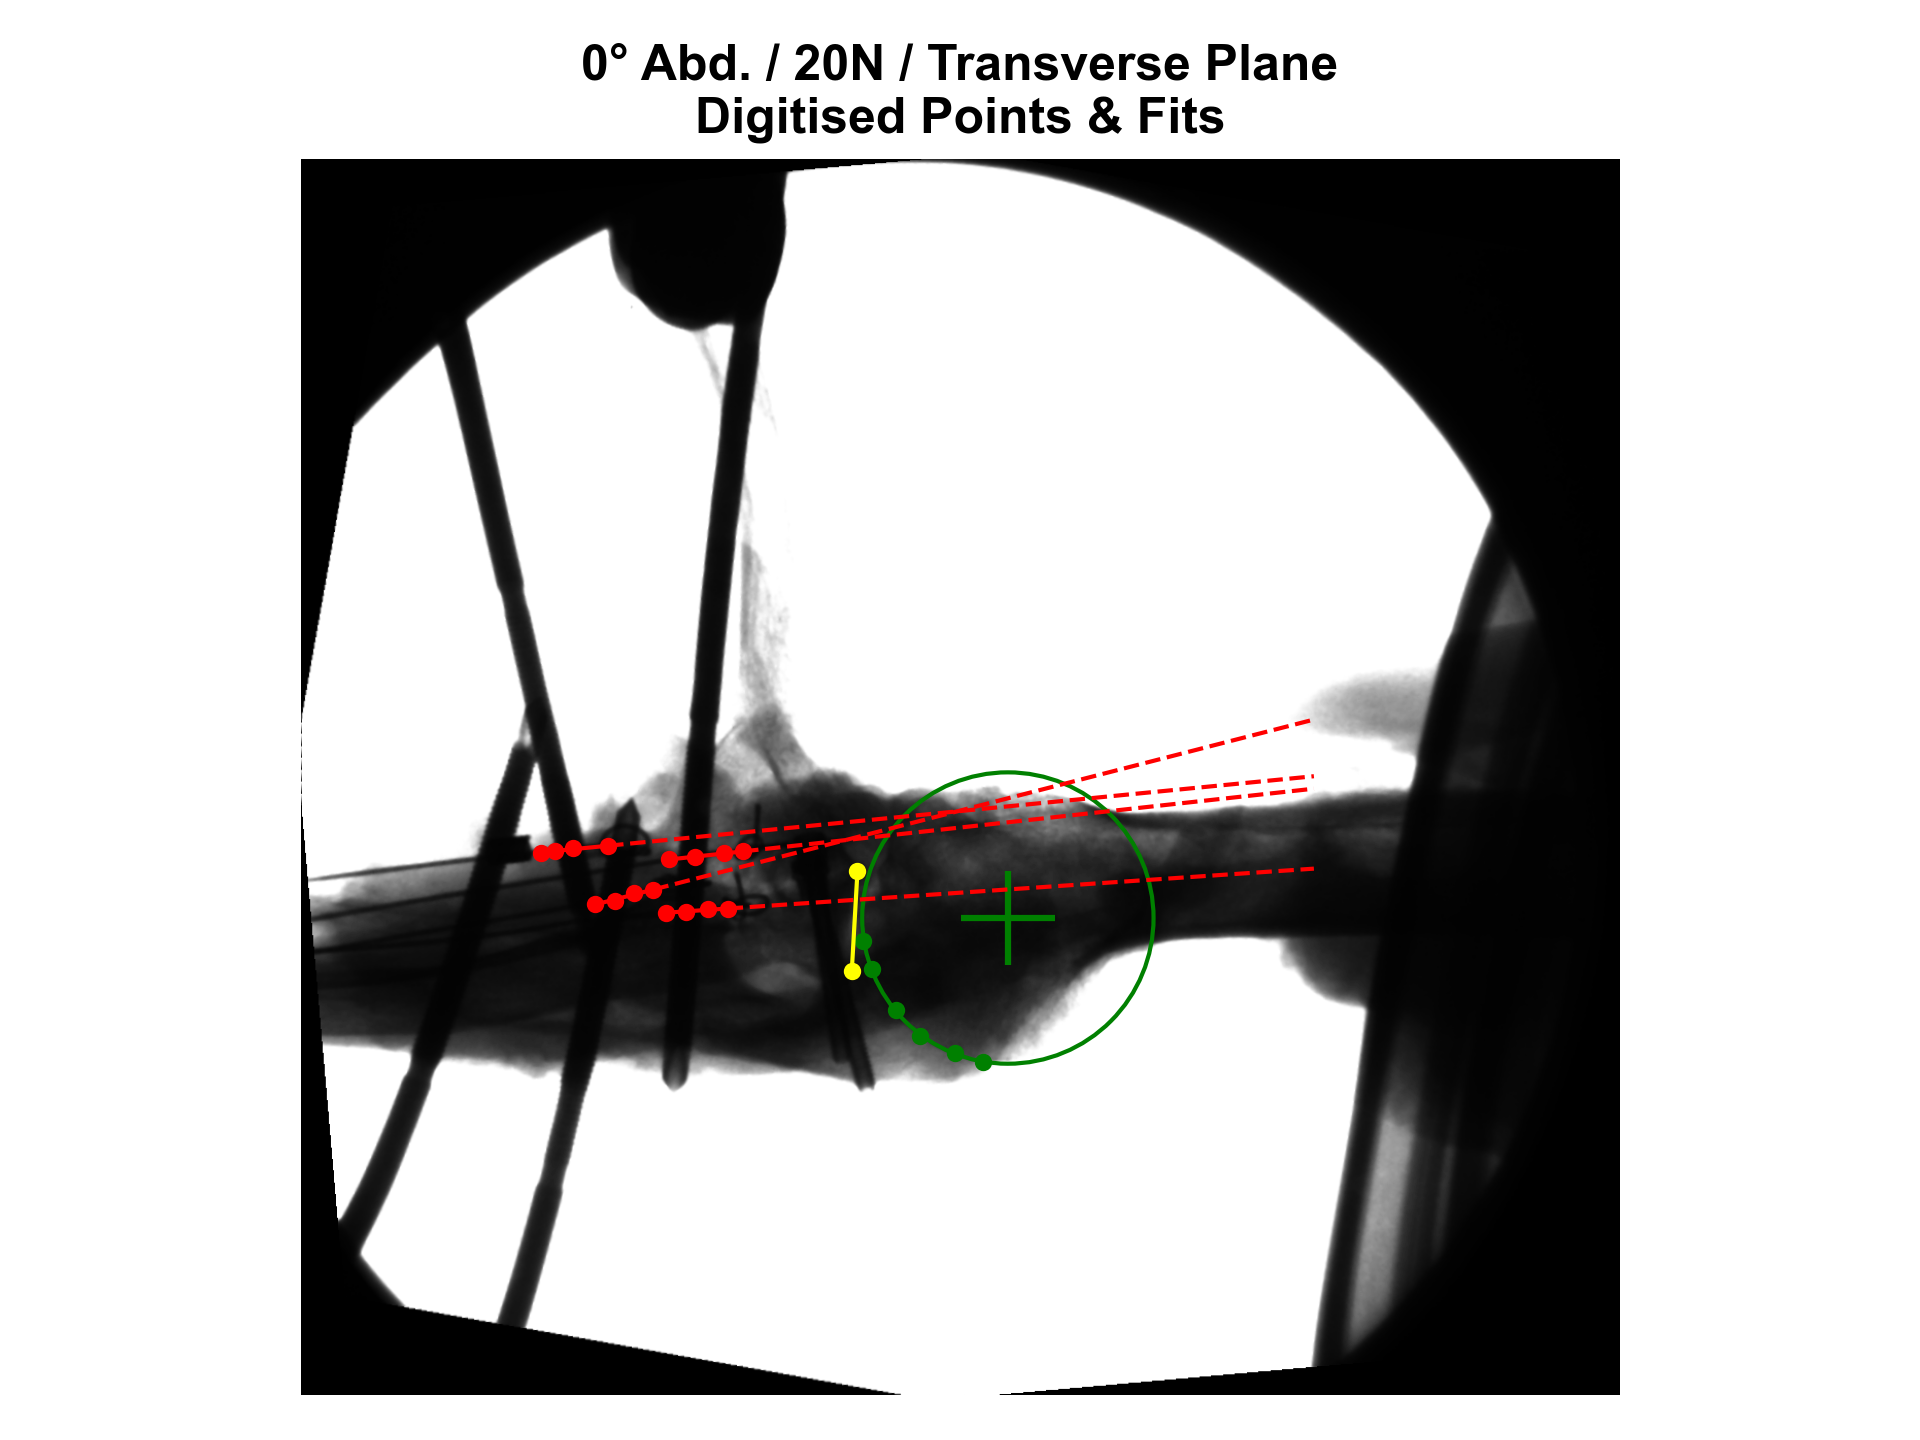 0° Abd. / 20N / Transverse Plane
Digitised Points & Fits